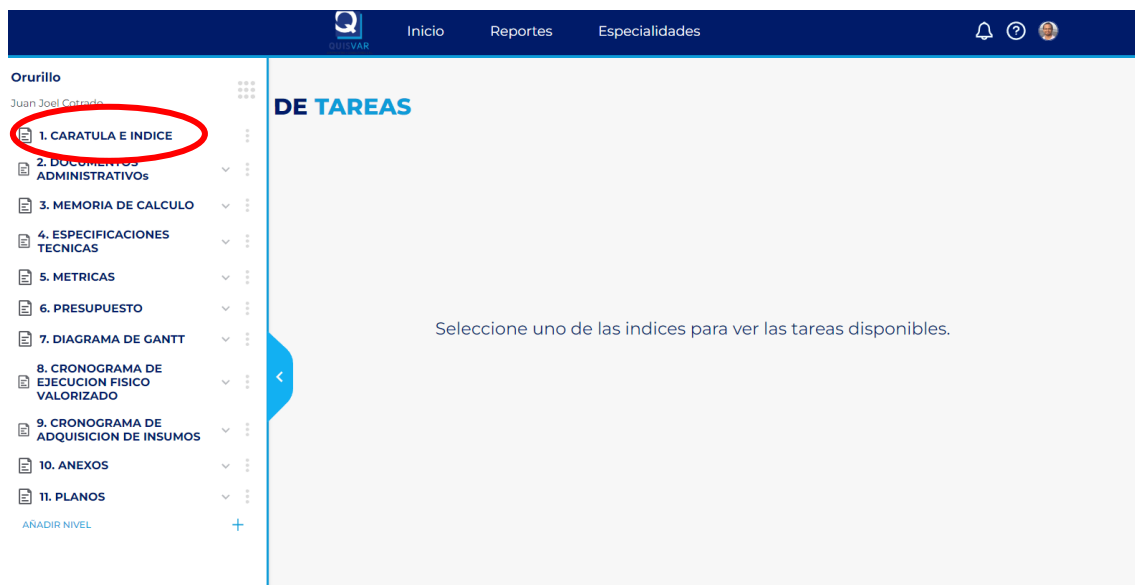 Q
QUISVAR
Inicio
Reportes
Especialidades
Orurillo
Juan Joel Cotrado
DE TAREAS
1. CARATULA E INDICE
2. DOCUMENTOS
ADMINISTRATIVOs
3. MEMORIA DE CALCULO
4. ESPECIFICACIONES
TECNICAS
5. METRICAS
6. PRESUPUESTO
7. DIAGRAMA DE GANTT
8. CRONOGRAMA DE
EJECUCION FISICO
VALORIZADO
9. CRONOGRAMA DE
ADQUISICION DE INSUMOS
10. ANEXOS
11. PLANOS
AÑADIR NIVEL
Seleccione uno de las indices para ver las tareas disponibles.